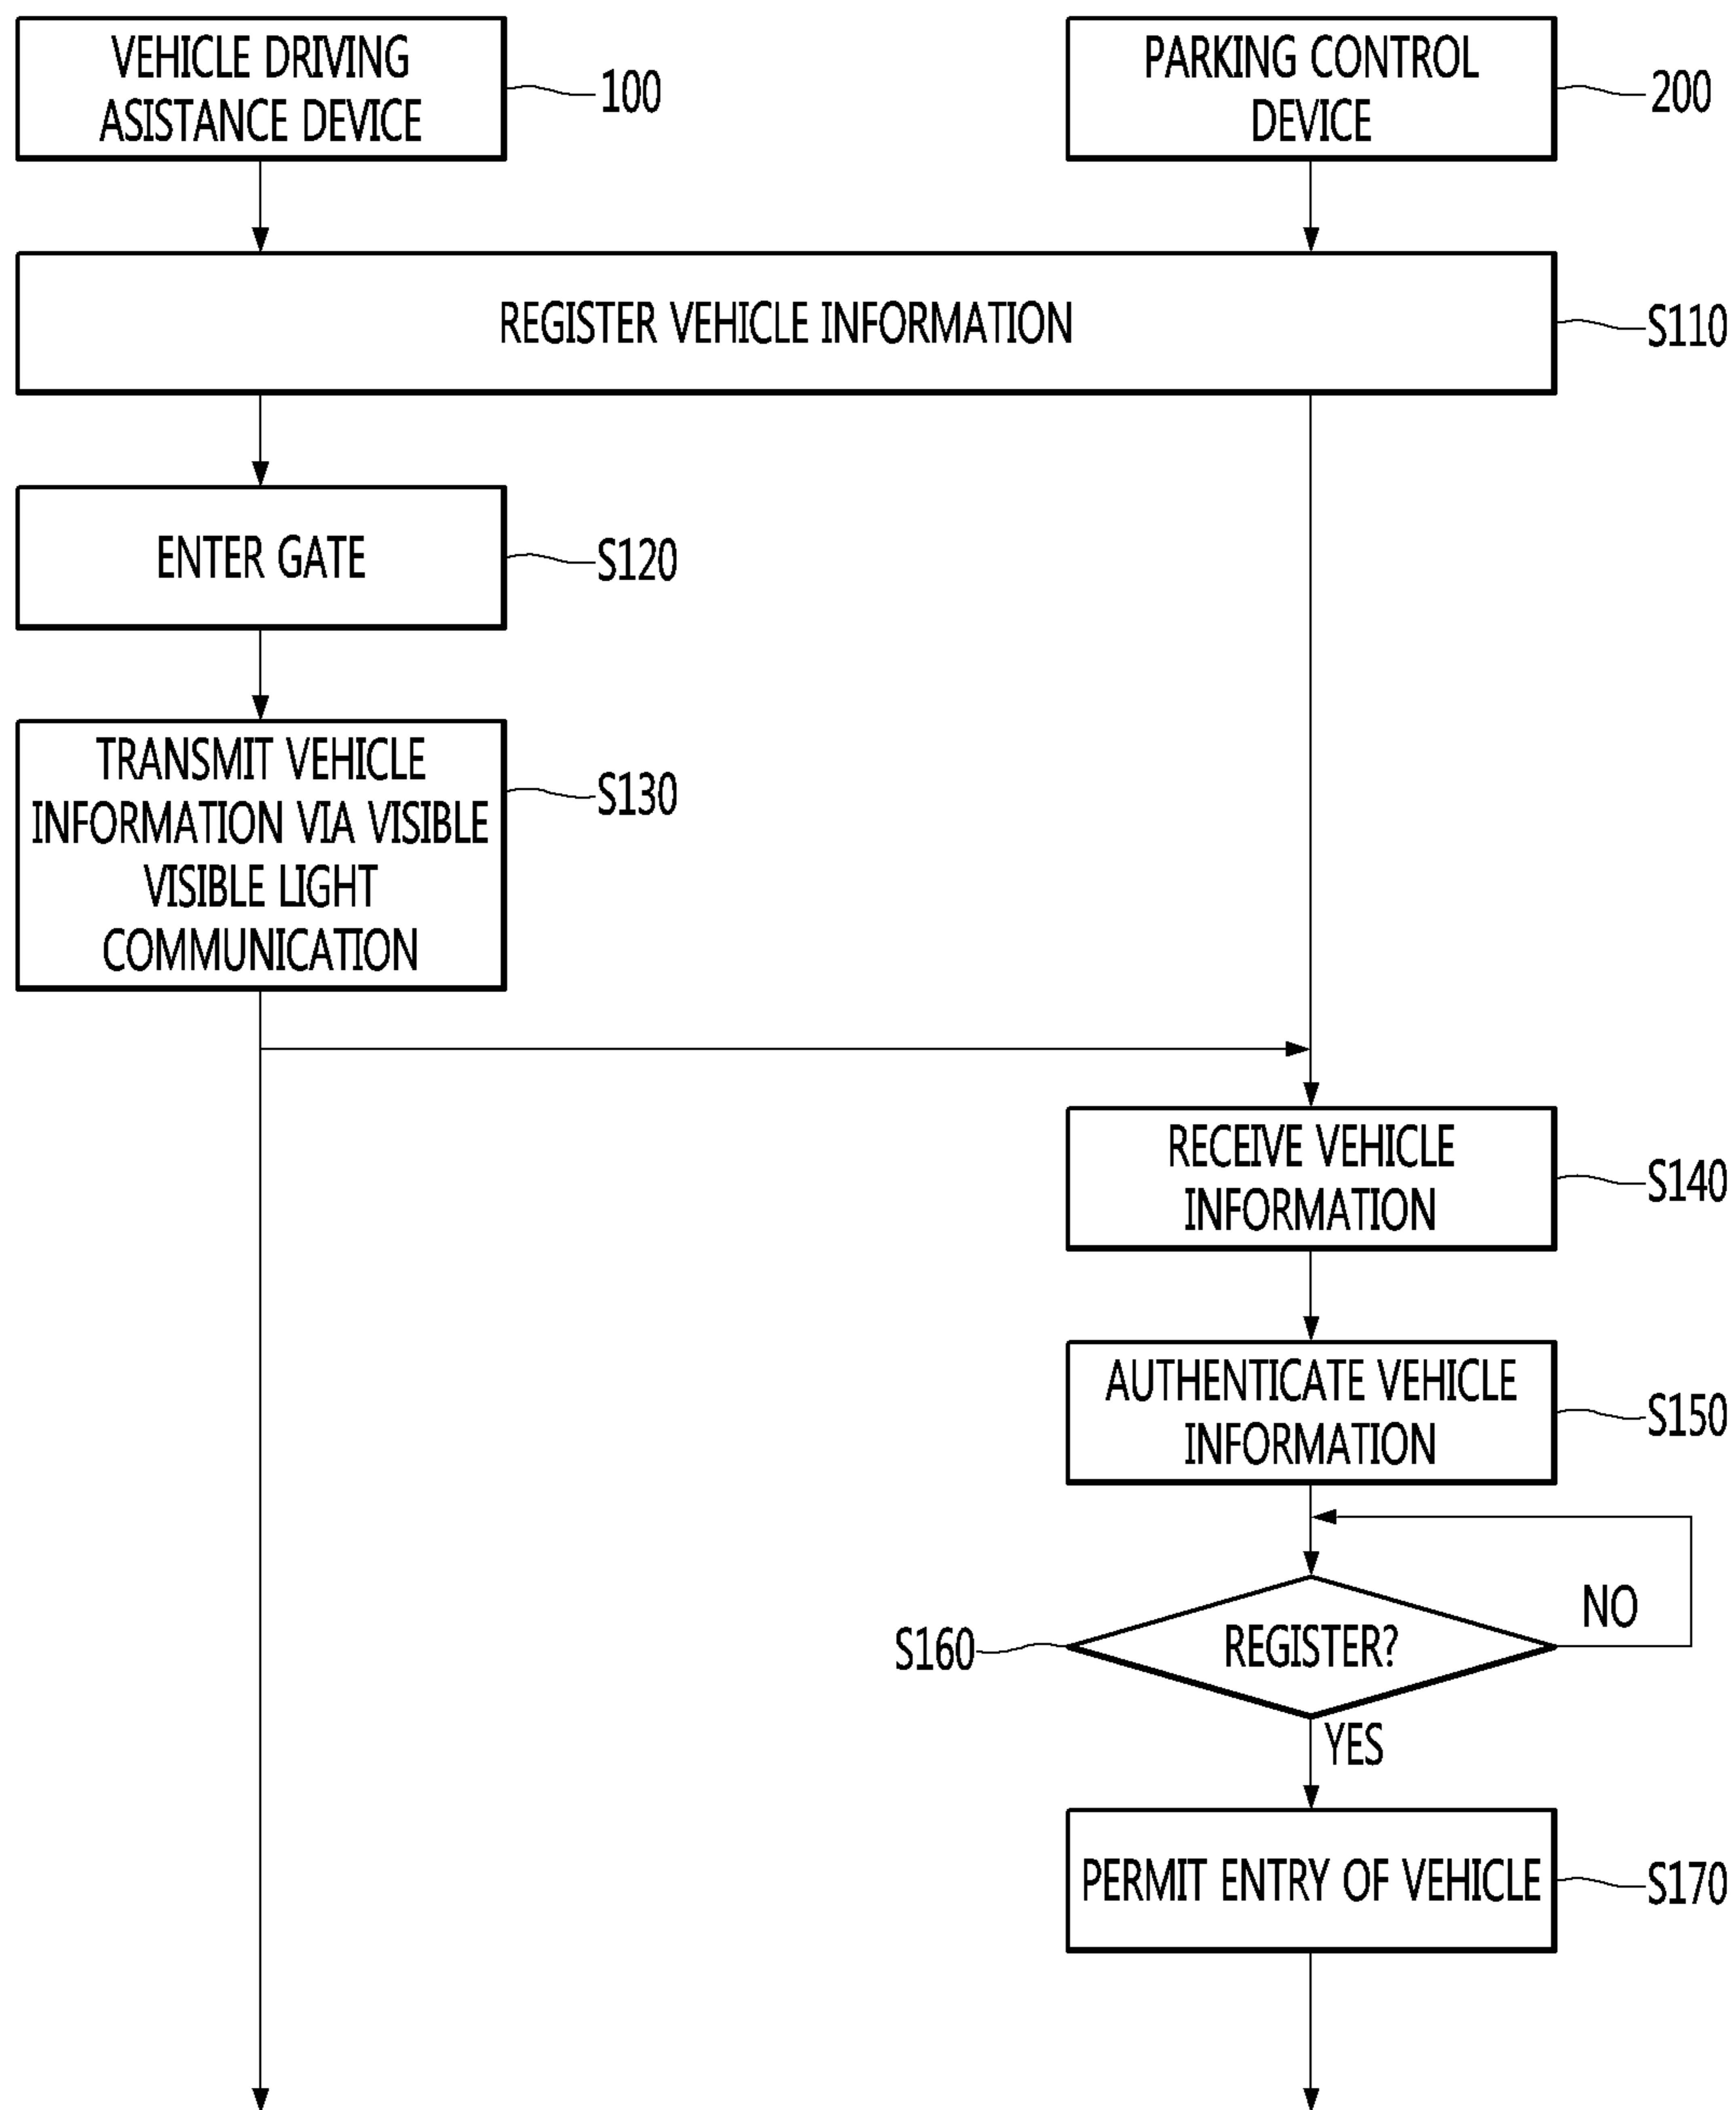 VEHICLE DRIVING
ASISTANCE DEVICE
100
PARKING CONTROL
DEVICE
200
REGISTER VEHICLE INFORMATION
S110
ENTER GATE
S120
TRANSMIT VEHICLE
INFORMATION VIA VISIBLE
VISIBLE LIGHT
COMMUNICATION
S130
RECEIVE VEHICLE
INFORMATION
S140
AUTHENTICATE VEHICLE
INFORMATION
S150
S160
REGISTER?
NO
YES
PERMIT ENTRY OF VEHICLE
S170